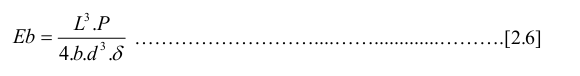 Eb = L³.P / 4.b.d³.δ ………………………....……..............………….[2.6]